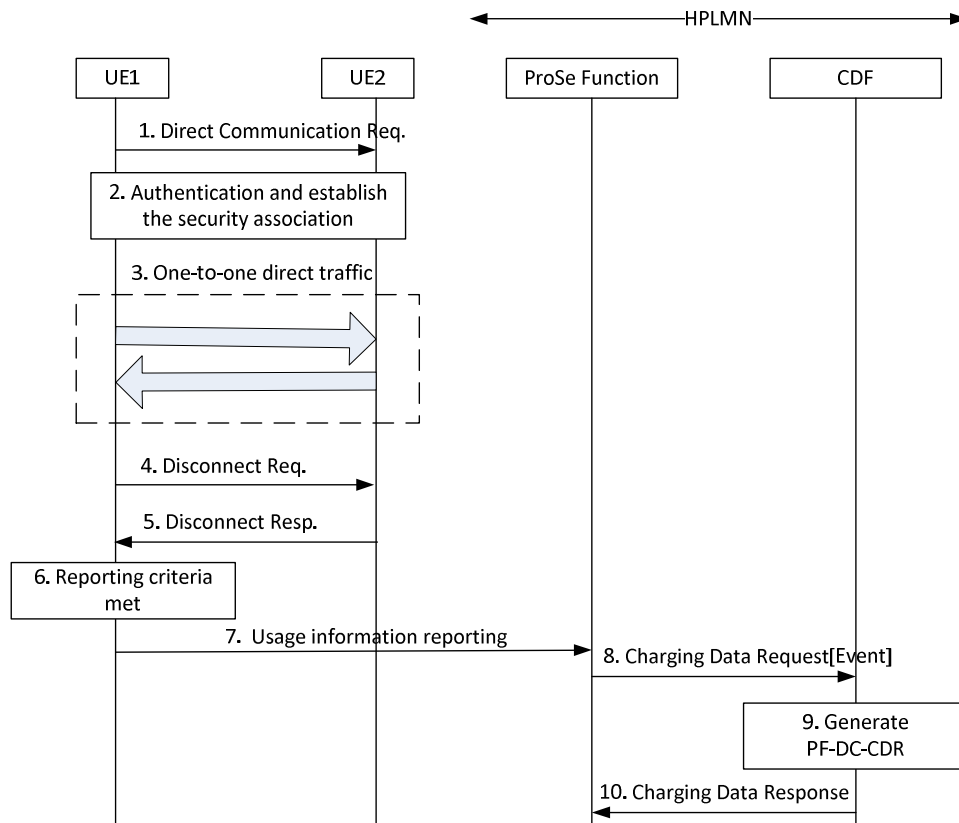 HPLMN
UE1
UE2
ProSe Function
CDF
1. Direct Communication Req.
2. Authentication and establish
the security association
3. One-to-one direct traffic
4. Disconnect Req.
5. Disconnect Resp.
6. Reporting criteria
met
7. Usage information reporting
8. Charging Data Request[Event]
9. Generate
PF-DC-CDR
10. Charging Data Response